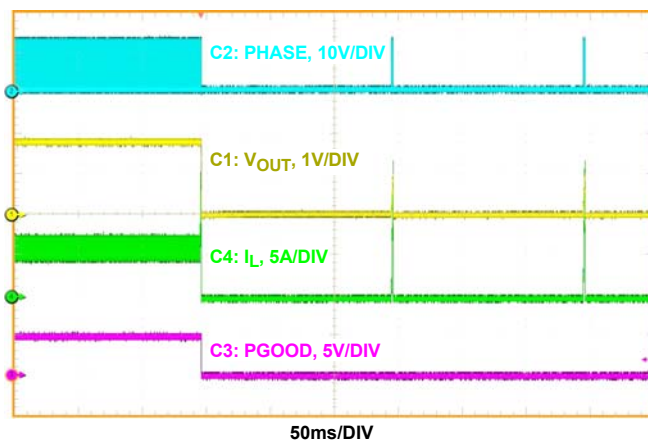 C2: PHASE, 10V/DIV
C1: VOUT, 1V/DIV
C4: IL, 5A/DIV
C3: PGOOD, 5V/DIV
50ms/DIV